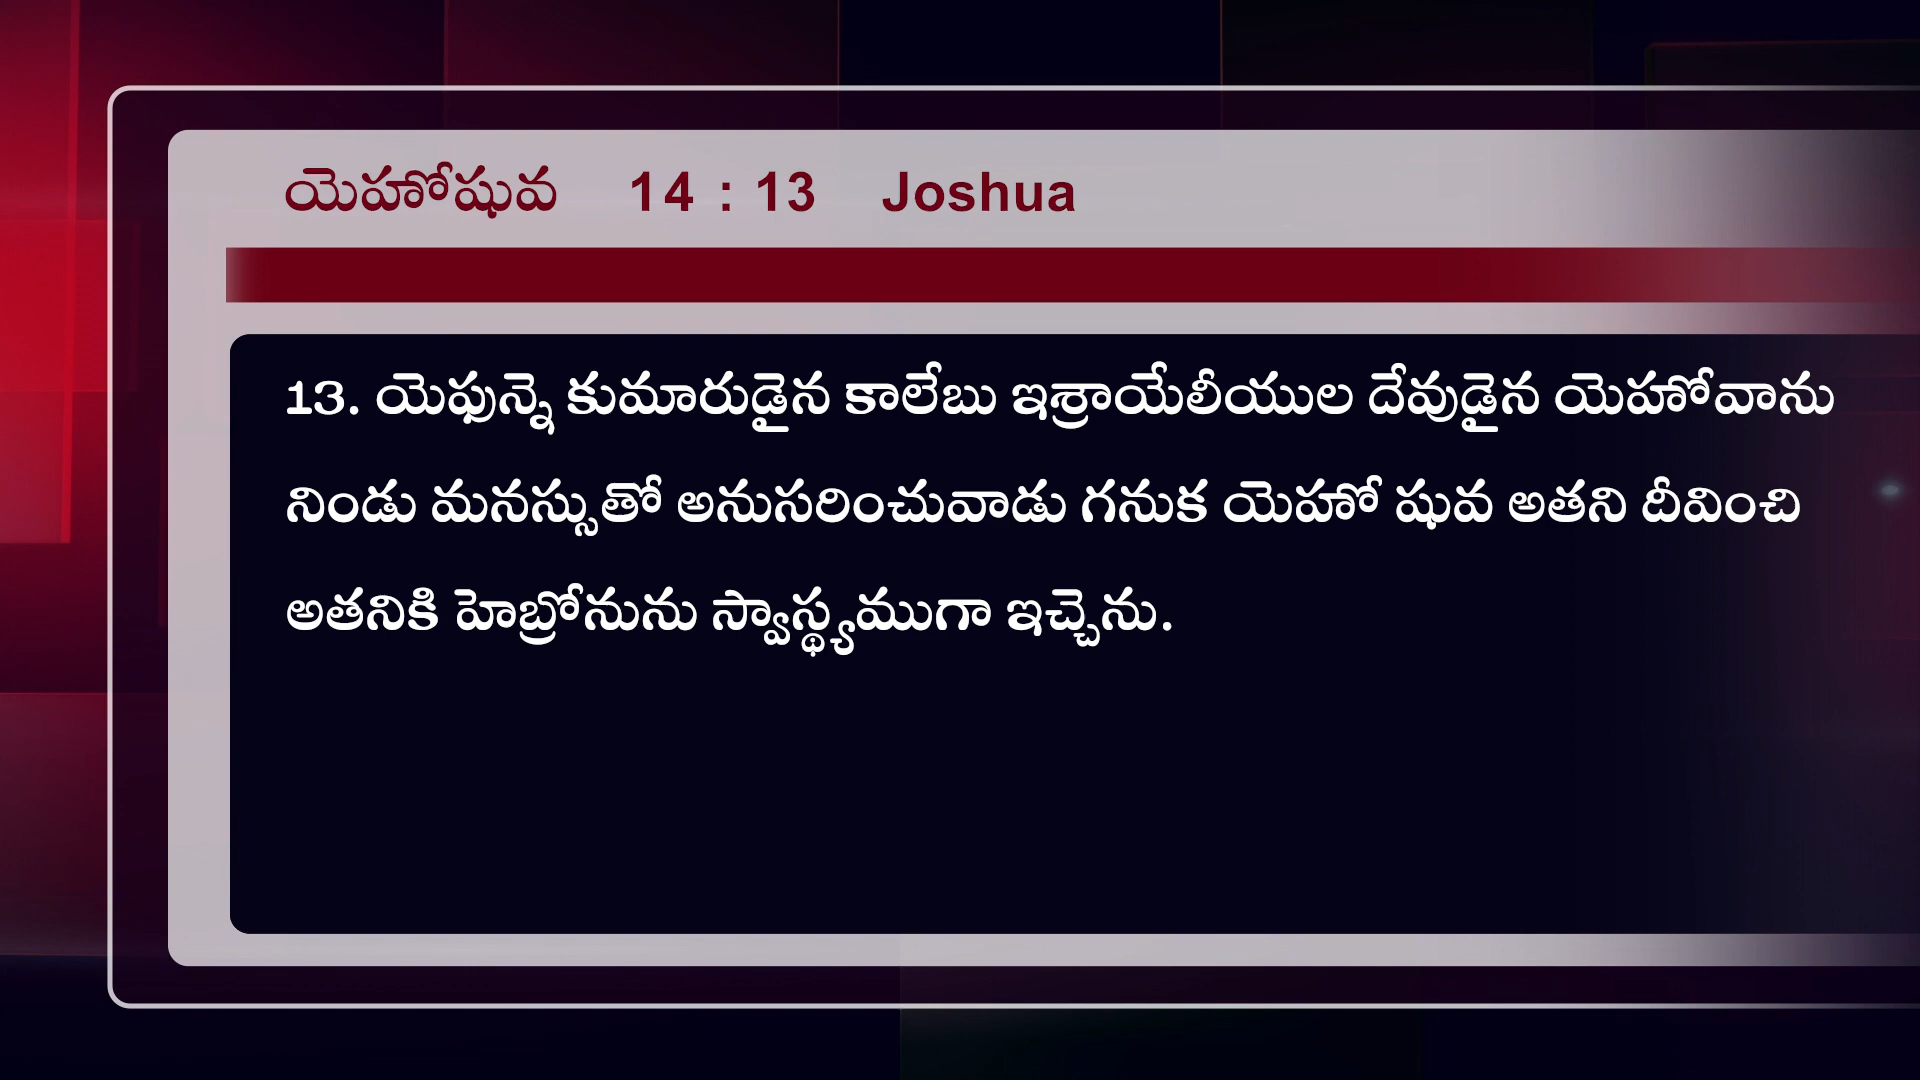 యెహోషువ 14 : 13 Joshua
13. యెఫున్నె కుమారుడైన కాలేబు ఇశ్రాయేలీయుల దేవుడైన యెహోవాను
నిండు మనస్సుతో అనుసరించువాడు గనుక యెహో షువ అతని దీవించి
అతనికి హెబ్రోనును స్వాస్థ్యముగా ఇచ్చెను.